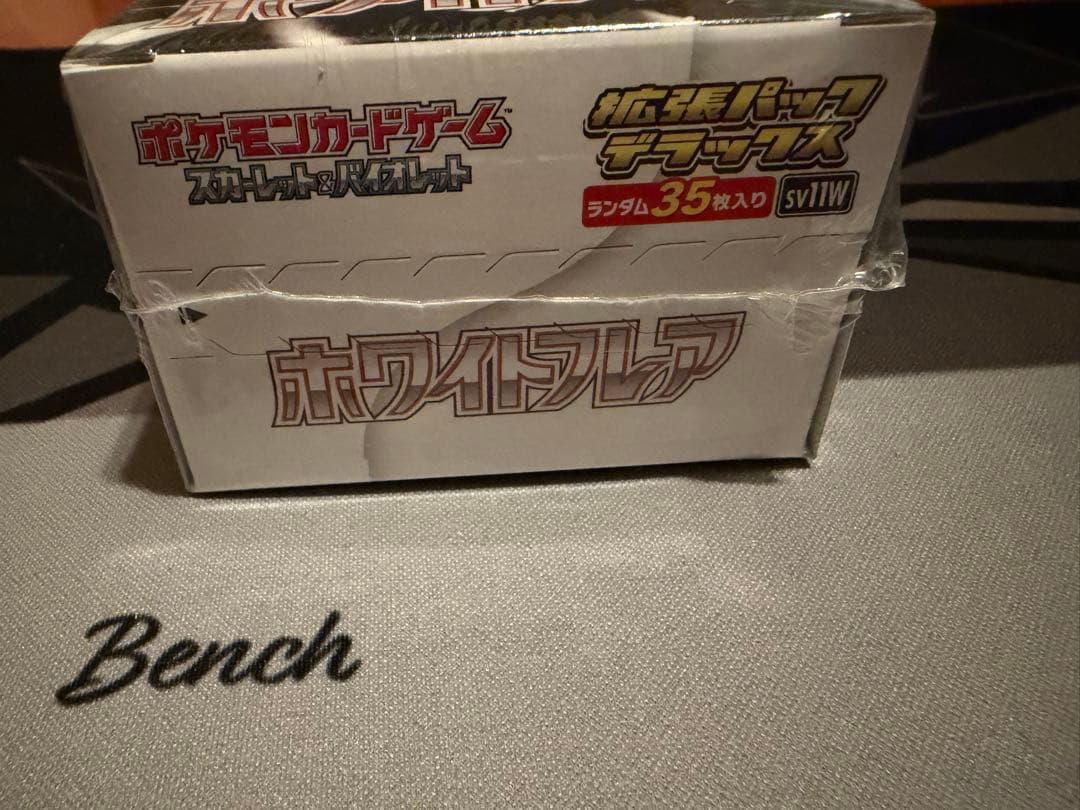 ポケモンカードゲーム™
スカーレット&バイオレット
拡張パック
デラックス
ランダム35枚入り SV11W
ホワイトフレア
Bench